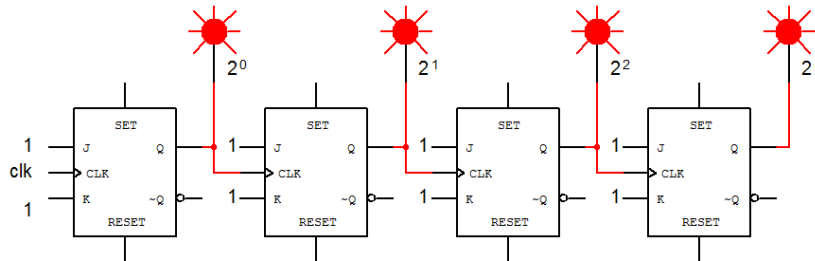 2⁰ 2¹ 2² 2
SET SET SET SET
1 J Q 1 J Q 1 J Q 1 J Q
clk CLK CLK CLK CLK
1 K ~Q 1 K ~Q 1 K ~Q 1 K ~Q
RESET RESET RESET RESET